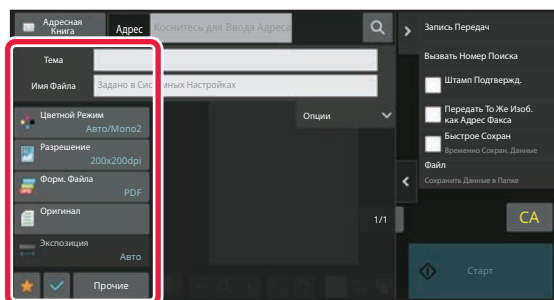 Адресная
Книга
Адрес
Коснитесь для Ввода Адреса
Тема
Имя Файла
Задано в Системных Настройках
Цветной Режим
Авто/Mono2
Разрешение
200x200dpi
Форм. Файла
PDF
Оригинал
Экспозиция
Авто
Прочие
Опции
1/1
Запись Передач
Вызвать Номер Поиска
Штамп Подтвержд.
Передать То Же Изоб.
как Адрес Факса
Быстрое Сохран
Временно Сохран. Данные
Файл
Сохранить Данные в Папке
CA
Старт